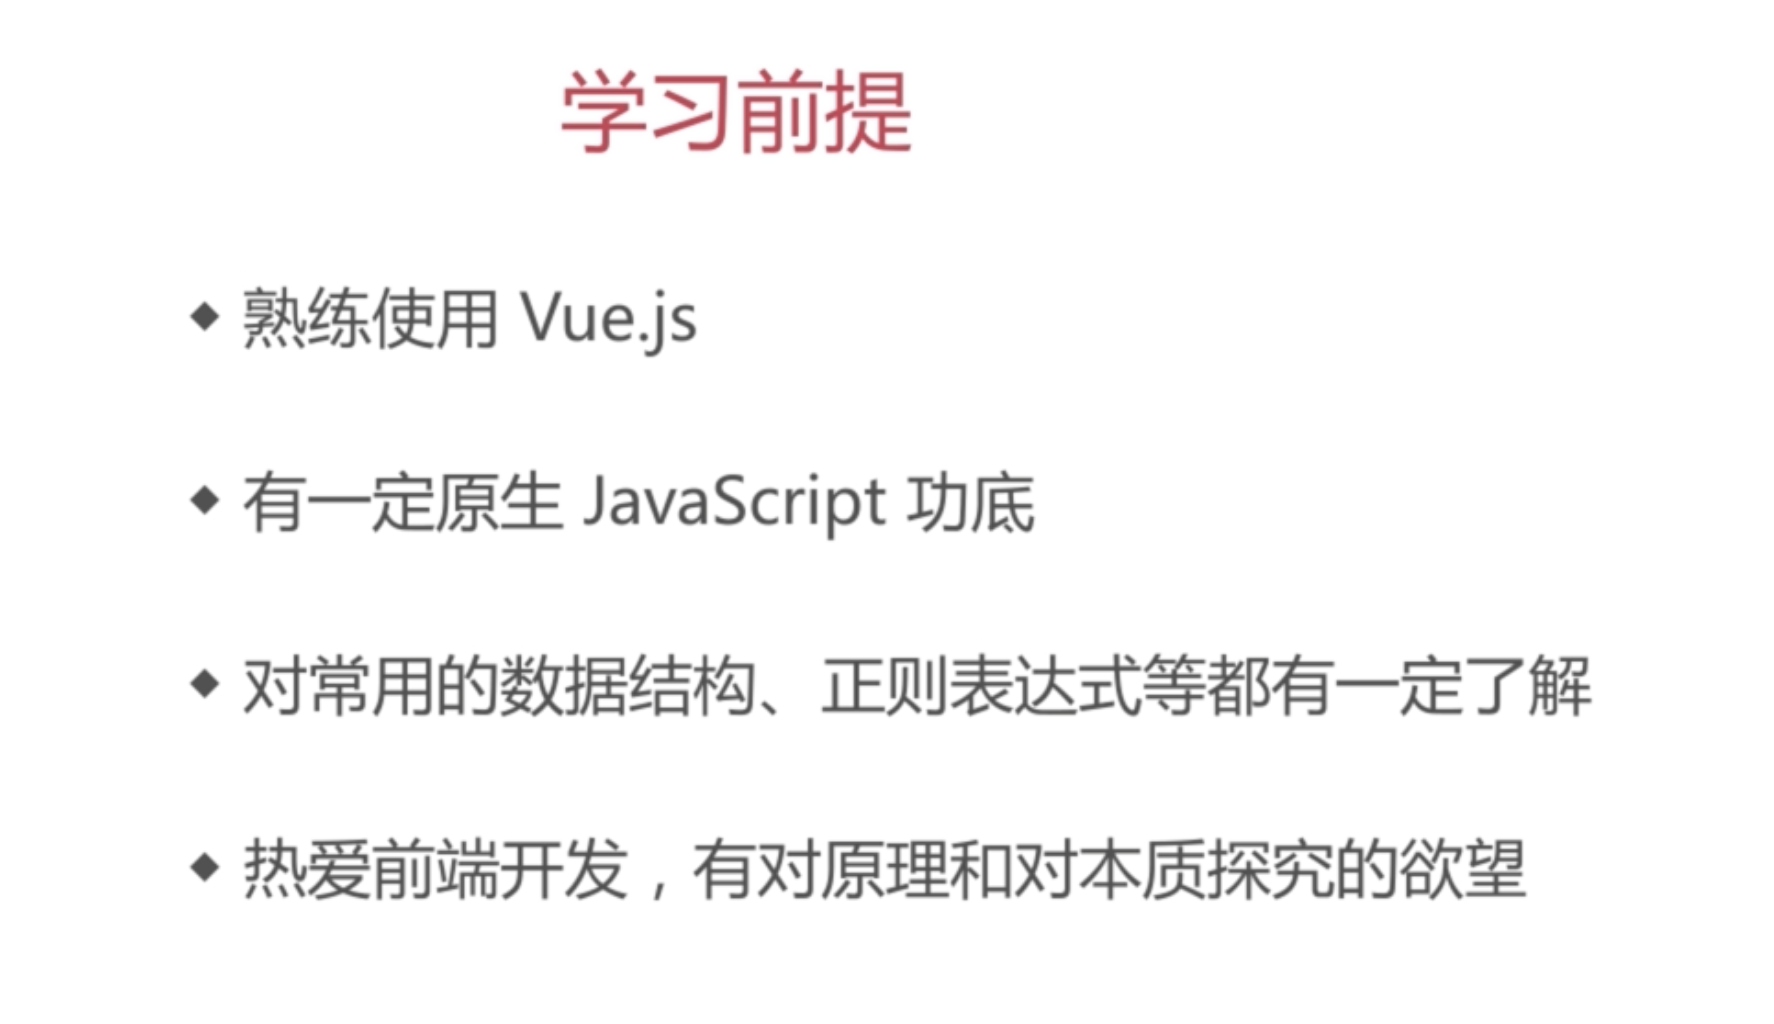 学习前提
◆ 熟练使用 Vue.js
◆ 有一定原生 JavaScript 功底
◆ 对常用的数据结构、正则表达式等都有一定了解
◆ 热爱前端开发，有对原理和对本质探究的欲望